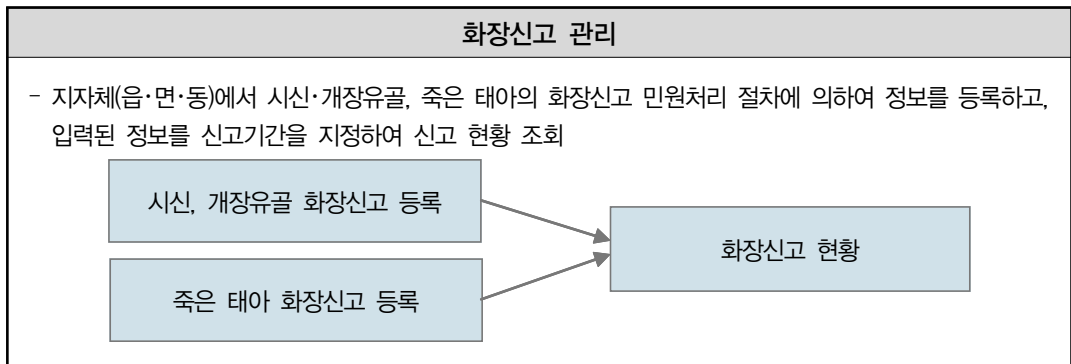 화장신고 관리
- 지자체(읍·면·동)에서 시신·개장유골, 죽은 태아의 화장신고 민원처리 절차에 의하여 정보를 등록하고,
입력된 정보를 신고기간을 지정하여 신고 현황 조회
시신, 개장유골 화장신고 등록
화장신고 현황
죽은 태아 화장신고 등록